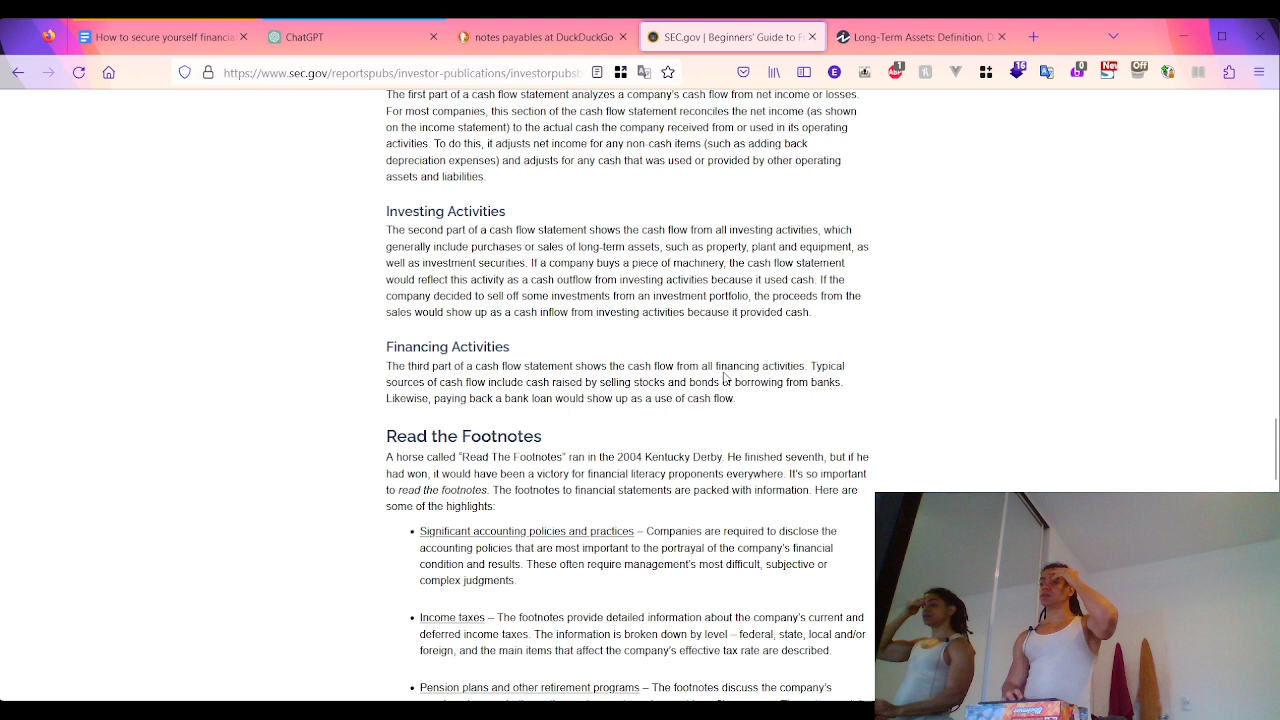 How to secure yourself financia
ChatGPT
notes payables at DuckDuckGo
SEC.gov | Beginners' Guide to F
Long-Term Assets: Definition, D
https://www.sec.gov/reportspubs/investor-publications/investorpubsb
1
16
0
New
Off
The first part of a cash flow statement analyzes a company's cash flow from net income or losses.
For most companies, this section of the cash flow statement reconciles the net income (as shown
on the income statement) to the actual cash the company received from or used in its operating
activities. To do this, it adjusts net income for any non-cash items (such as adding back
depreciation expenses) and adjusts for any cash that was used or provided by other operating
assets and liabilities.
Investing Activities
The second part of a cash flow statement shows the cash flow from all investing activities, which
generally include purchases or sales of long-term assets, such as property, plant and equipment, as
well as investment securities. If a company buys a piece of machinery, the cash flow statement
would reflect this activity as a cash outflow from investing activities because it used cash. If the
company decided to sell off some investments from an investment portfolio, the proceeds from the
sales would show up as a cash inflow from investing activities because it provided cash.
Financing Activities
The third part of a cash flow statement shows the cash flow from all financing activities. Typical
sources of cash flow include cash raised by selling stocks and bonds or borrowing from banks.
Likewise, paying back a bank loan would show up as a use of cash flow.
Read the Footnotes
A horse called “Read The Footnotes” ran in the 2004 Kentucky Derby. He finished seventh, but if he
had won, it would have been a victory for financial literacy proponents everywhere. It's so important
to read the footnotes. The footnotes to financial statements are packed with information. Here are
some of the highlights:
• Significant accounting policies and practices – Companies are required to disclose the
accounting policies that are most important to the portrayal of the company's financial
condition and results. These often require management's most difficult, subjective or
complex judgments.
• Income taxes – The footnotes provide detailed information about the company's current and
deferred income taxes. The information is broken down by level – federal, state, local and/or
foreign, and the main items that affect the company's effective tax rate are described.
• Pension plans and other retirement programs – The footnotes discuss the company's